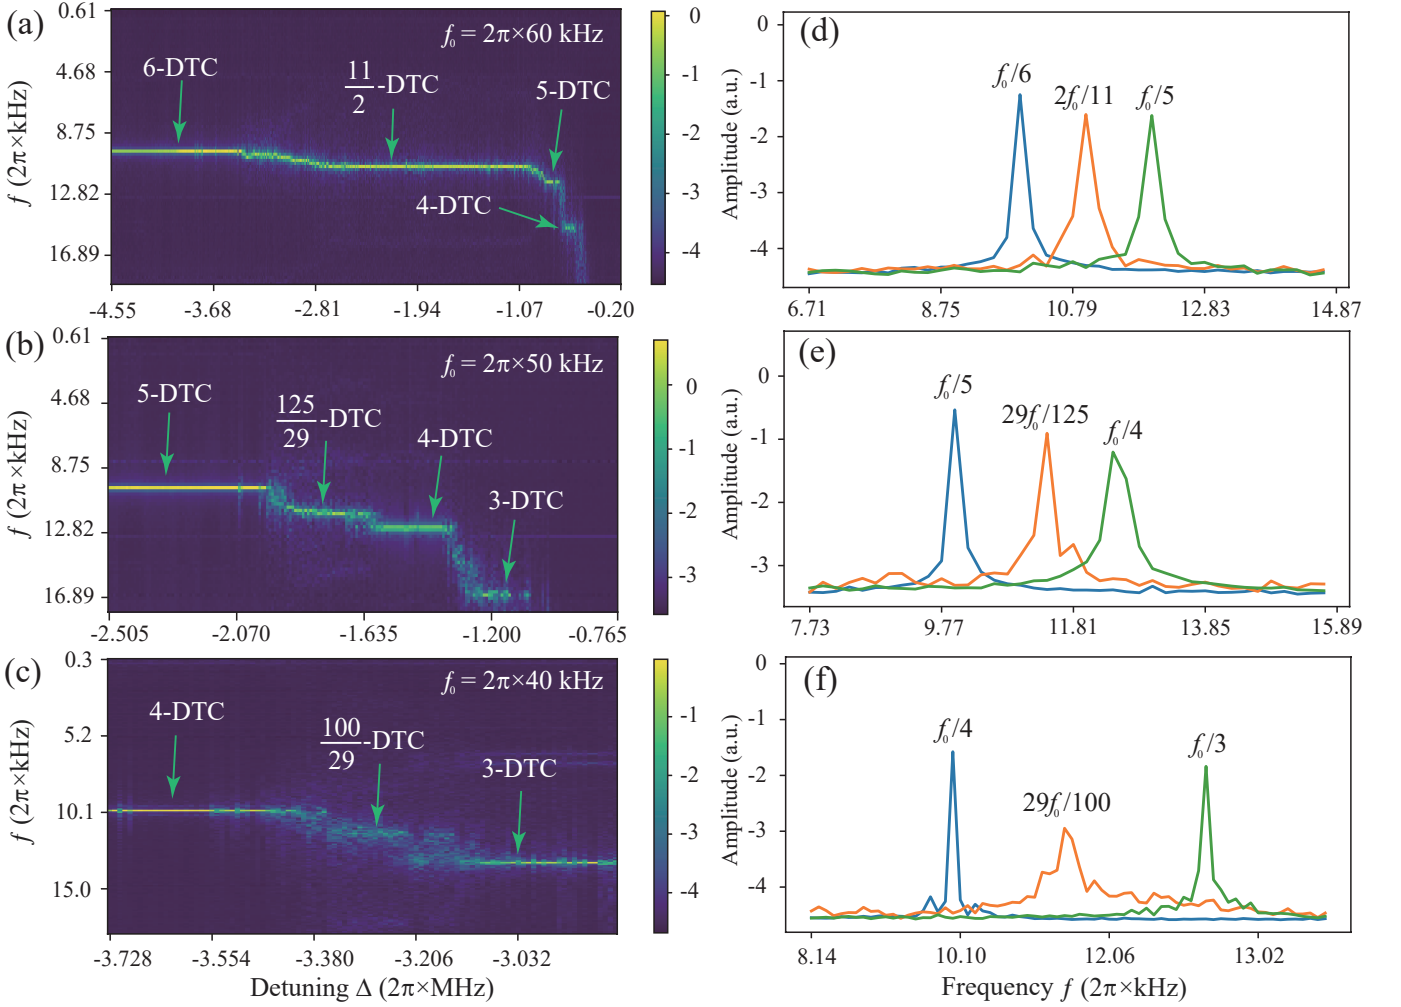 (a)
f₀ = 2π×60 kHz
6-DTC
11/2-DTC
5-DTC
4-DTC
f (2π×kHz)
0.61
4.68
8.75
12.82
16.89
-4.55 -3.68 -2.81 -1.94 -1.07 -0.20
0
-1
-2
-3
-4
(d)
f₀/6
2f₀/11
f₀/5
Amplitude (a.u.)
0
-1
-2
-3
-4
6.71 8.75 10.79 12.83 14.87
(b)
f₀ = 2π×50 kHz
5-DTC
125/29-DTC
4-DTC
3-DTC
f (2π×kHz)
0.61
4.68
8.75
12.82
16.89
-2.505 -2.070 -1.635 -1.200 -0.765
0
-1
-2
-3
(e)
f₀/5
29f₀/125
f₀/4
Amplitude (a.u.)
0
-1
-2
-3
7.73 9.77 11.81 13.85 15.89
(c)
f₀ = 2π×40 kHz
4-DTC
100/29-DTC
3-DTC
f (2π×kHz)
0.3
5.2
10.1
15.0
-3.728 -3.554 -3.380 -3.206 -3.032
Detuning Δ (2π×MHz)
-1
-2
-3
-4
(f)
f₀/4
29f₀/100
f₀/3
Amplitude (a.u.)
0
-1
-2
-3
-4
8.14 10.10 12.06 13.02
Frequency f (2π×kHz)